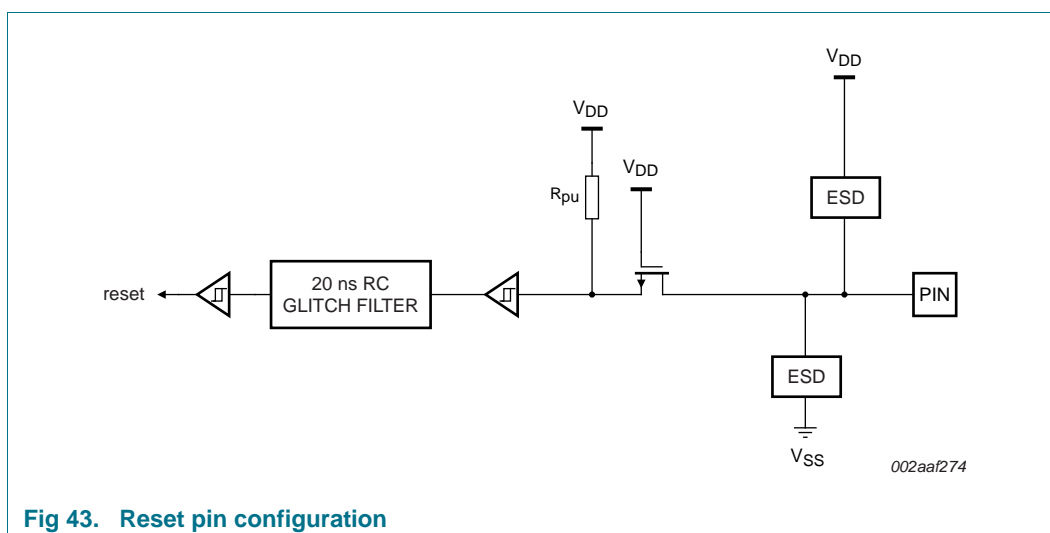 VDD
VDD
VDD
Rpu
ESD
reset
20 ns RC
GLITCH FILTER
PIN
ESD
VSS
002aaf274
Fig 43. Reset pin configuration